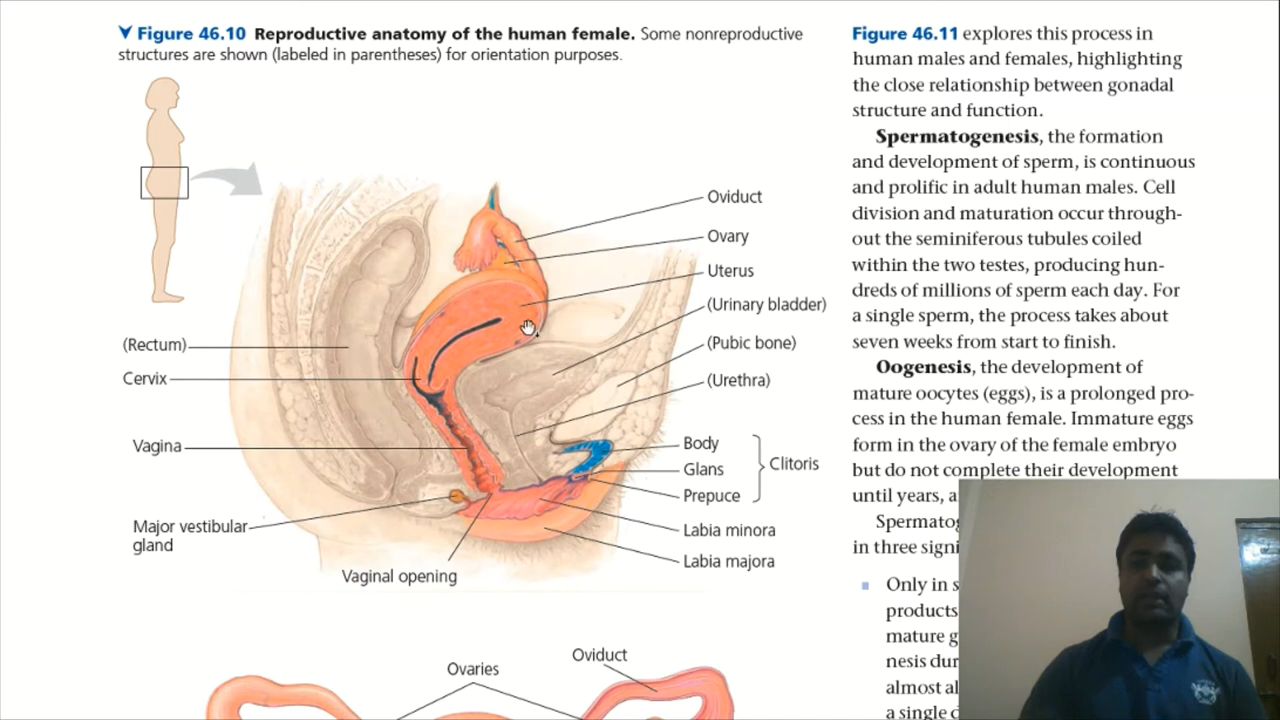 Figure 46.10 Reproductive anatomy of the human female. Some nonreproductive
structures are shown (labeled in parentheses) for orientation purposes.
Oviduct
Ovary
Uterus
(Urinary bladder)
(Pubic bone)
(Urethra)
(Rectum)
Cervix
Vagina
Body
Glans
Clitoris
Prepuce
Major vestibular
gland
Labia minora
Labia majora
Vaginal opening
Ovaries
Oviduct
Figure 46.11 explores this process in
human males and females, highlighting
the close relationship between gonadal
structure and function.
Spermatogenesis, the formation
and development of sperm, is continuous
and prolific in adult human males. Cell
division and maturation occur through-
out the seminiferous tubules coiled
within the two testes, producing hun-
dreds of millions of sperm each day. For
a single sperm, the process takes about
seven weeks from start to finish.
Oogenesis, the development of
mature oocytes (eggs), is a prolonged pro-
cess in the human female. Immature eggs
form in the ovary of the female embryo
but do not complete their development
until years, a
Spermatog
in three signi
Only in s
products
mature g
nesis dur
almost al
a single